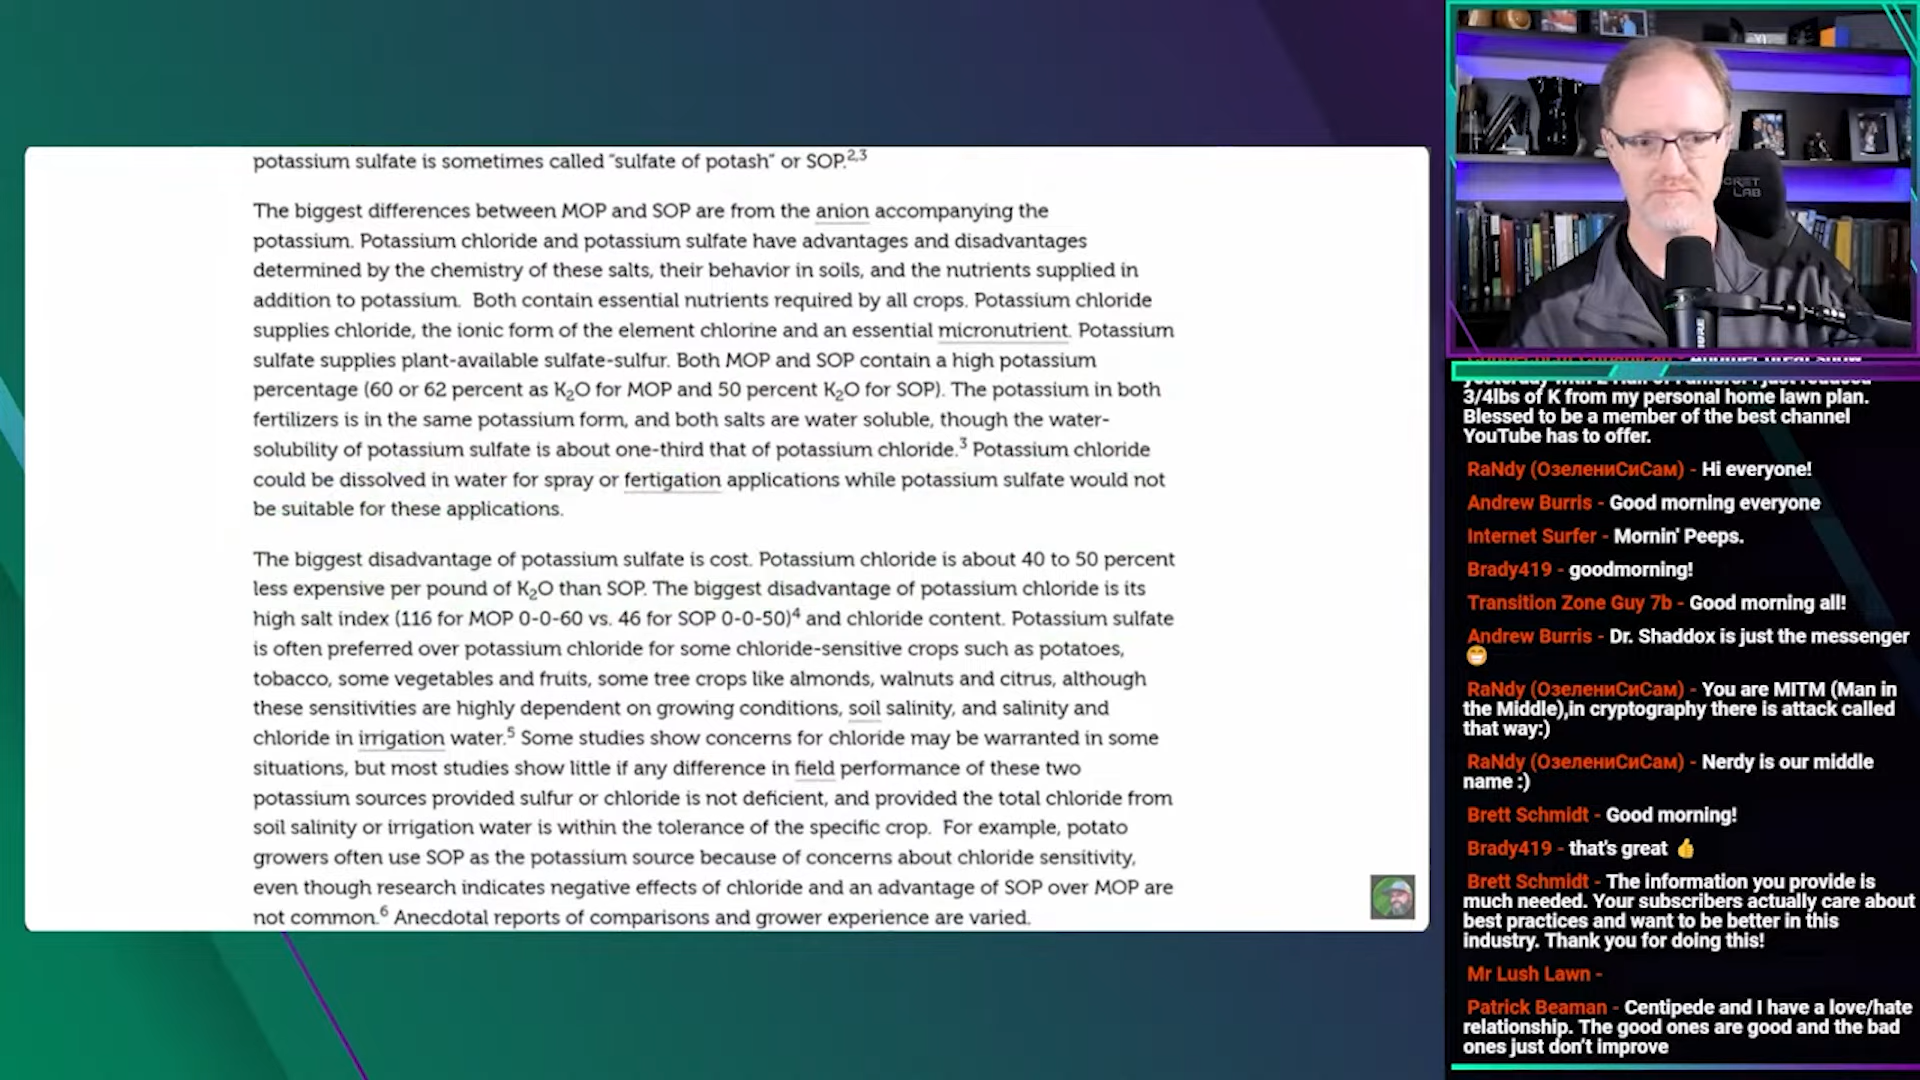 potassium sulfate is sometimes called “sulfate of potash” or SOP.2,3
The biggest differences between MOP and SOP are from the anion accompanying the
potassium. Potassium chloride and potassium sulfate have advantages and disadvantages
determined by the chemistry of these salts, their behavior in soils, and the nutrients supplied in
addition to potassium.  Both contain essential nutrients required by all crops. Potassium chloride
supplies chloride, the ionic form of the element chlorine and an essential micronutrient. Potassium
sulfate supplies plant-available sulfate-sulfur. Both MOP and SOP contain a high potassium
percentage (60 or 62 percent as K2O for MOP and 50 percent K2O for SOP). The potassium in both
fertilizers is in the same potassium form, and both salts are water soluble, though the water-
solubility of potassium sulfate is about one-third that of potassium chloride.3 Potassium chloride
could be dissolved in water for spray or fertigation applications while potassium sulfate would not
be suitable for these applications.
The biggest disadvantage of potassium sulfate is cost. Potassium chloride is about 40 to 50 percent
less expensive per pound of K2O than SOP. The biggest disadvantage of potassium chloride is its
high salt index (116 for MOP 0-0-60 vs. 46 for SOP 0-0-50)4 and chloride content. Potassium sulfate
is often preferred over potassium chloride for some chloride-sensitive crops such as potatoes,
tobacco, some vegetables and fruits, some tree crops like almonds, walnuts and citrus, although
these sensitivities are highly dependent on growing conditions, soil salinity, and salinity and
chloride in irrigation water.5 Some studies show concerns for chloride may be warranted in some
situations, but most studies show little if any difference in field performance of these two
potassium sources provided sulfur or chloride is not deficient, and provided the total chloride from
soil salinity or irrigation water is within the tolerance of the specific crop.  For example, potato
growers often use SOP as the potassium source because of concerns about chloride sensitivity,
even though research indicates negative effects of chloride and an advantage of SOP over MOP are
not common.6 Anecdotal reports of comparisons and grower experience are varied.
LAB
3/4lbs of K from my personal home lawn plan.
Blessed to be a member of the best channel
YouTube has to offer.
RaNdy (ОзелениСиСам) - Hi everyone!
Andrew Burris - Good morning everyone
Internet Surfer - Mornin' Peeps.
Brady419 - goodmorning!
Transition Zone Guy 7b - Good morning all!
Andrew Burris - Dr. Shaddox is just the messenger
😁
RaNdy (ОзелениСиСам) - You are MITM (Man in
the Middle),in cryptography there is attack called
that way:)
RaNdy (ОзелениСиСам) - Nerdy is our middle
name :)
Brett Schmidt - Good morning!
Brady419 - that's great 👍
Brett Schmidt - The information you provide is
much needed. Your subscribers actually care about
best practices and want to be better in this
industry. Thank you for doing this!
Mr Lush Lawn -
Patrick Beaman - Centipede and I have a love/hate
relationship. The good ones are good and the bad
ones just don't improve